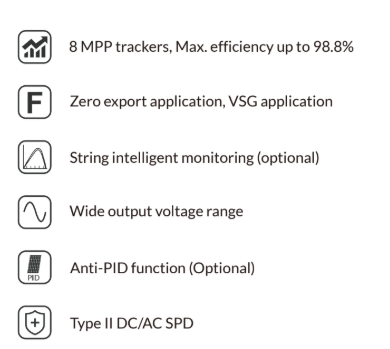 8 MPP trackers, Max. efficiency up to 98.8%
F
Zero export application, VSG application
String intelligent monitoring (optional)
Wide output voltage range
PID
Anti-PID function (Optional)
Type II DC/AC SPD